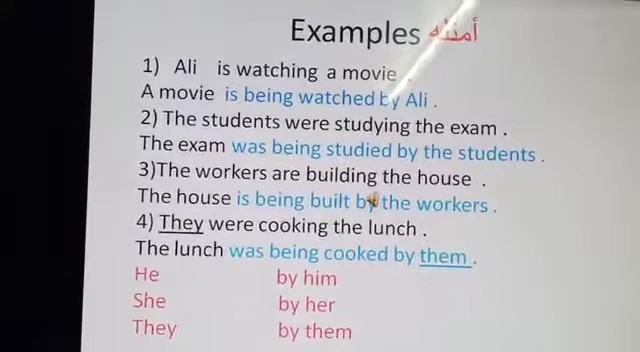 Examples أمثله
1) Ali is watching a movie .
A movie is being watched by Ali .
2) The students were studying the exam .
The exam was being studied by the students .
3)The workers are building the house .
The house is being built by the workers .
4) They were cooking the lunch .
The lunch was being cooked by them .
He by him
She by her
They by them